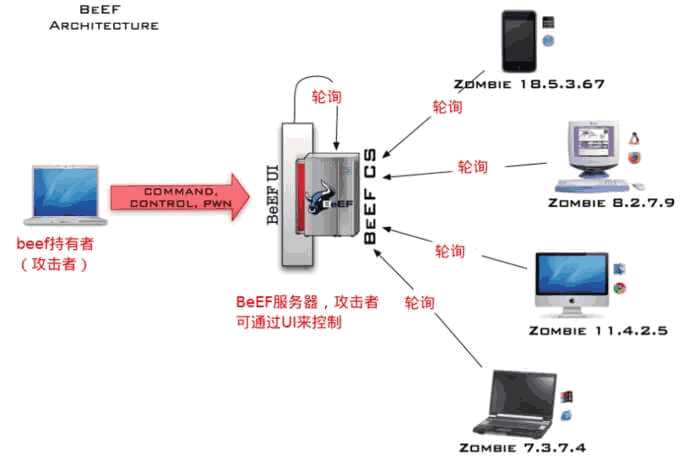 BeEF
Architecture
轮询
轮询
轮询
轮询
轮询
Zombie 18.5.3.67
Zombie 8.2.7.9
Zombie 11.4.2.5
Zombie 7.3.7.4
Command,
Control, Pwn
BeEF UI
BeEF
BeEF CS
beef持有者
（攻击者）
BeEF服务器，攻击者
可通过UI来控制